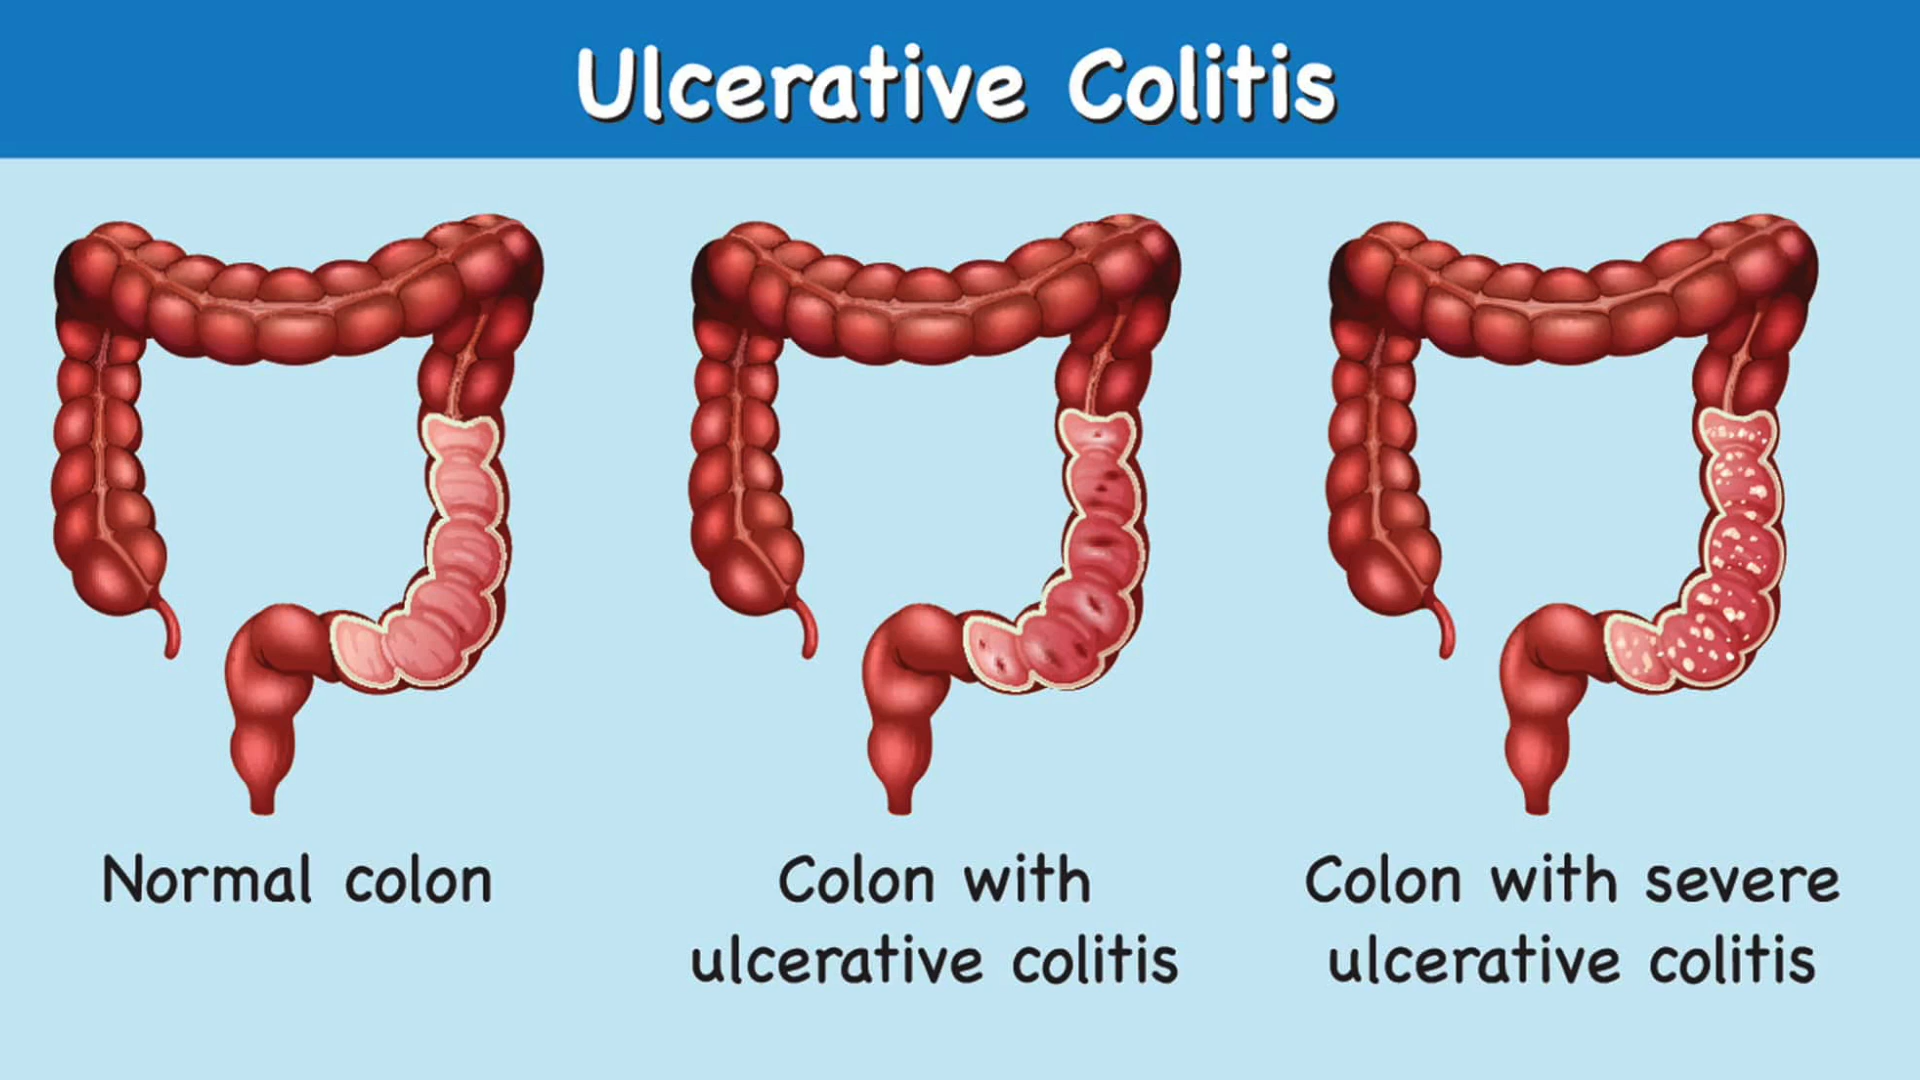 Ulcerative Colitis
Normal colon
Colon with
ulcerative colitis
Colon with severe
ulcerative colitis